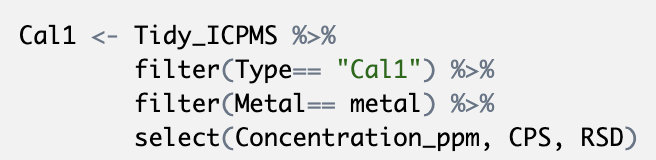 Cal1 <- Tidy_ICPMS %>%
filter(Type== "Cal1") %>%
filter(Metal== metal) %>%
select(Concentration_ppm, CPS, RSD)